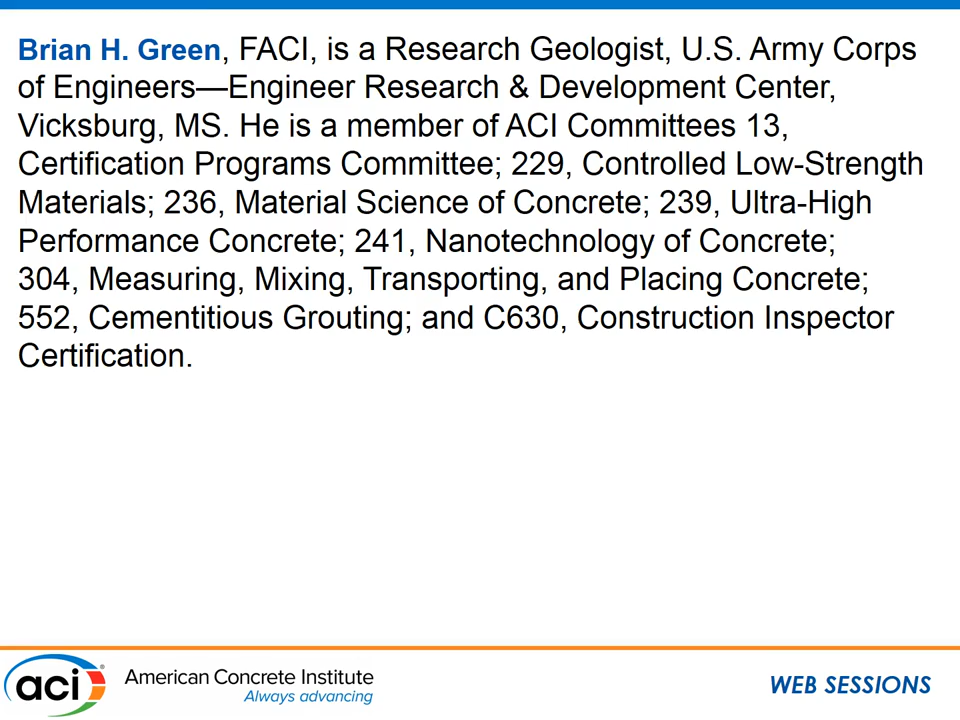 Brian H. Green, FACI, is a Research Geologist, U.S. Army Corps
of Engineers—Engineer Research & Development Center,
Vicksburg, MS. He is a member of ACI Committees 13,
Certification Programs Committee; 229, Controlled Low-Strength
Materials; 236, Material Science of Concrete; 239, Ultra-High
Performance Concrete; 241, Nanotechnology of Concrete;
304, Measuring, Mixing, Transporting, and Placing Concrete;
552, Cementitious Grouting; and C630, Construction Inspector
Certification.
aci®
American Concrete Institute
Always advancing
WEB SESSIONS